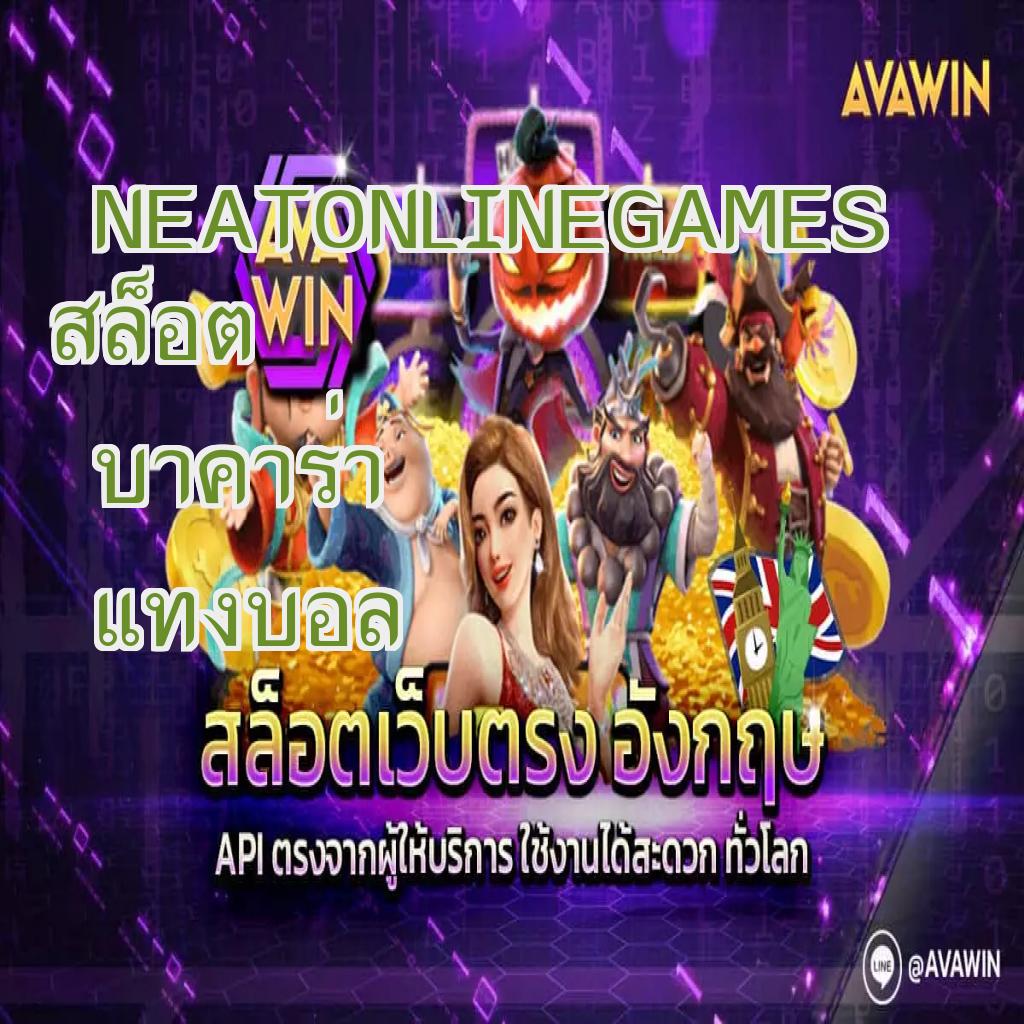 AVAWIN
NEATONLINEGAMES
AVA
WIN
สล็อต
บาคาร่า
แทงบอล
สล็อตเว็บตรง อังกฤษ
API ตรงจากผู้ให้บริการ ใช้งานได้สะดวก ทั่วโลก
LINE @AVAWIN